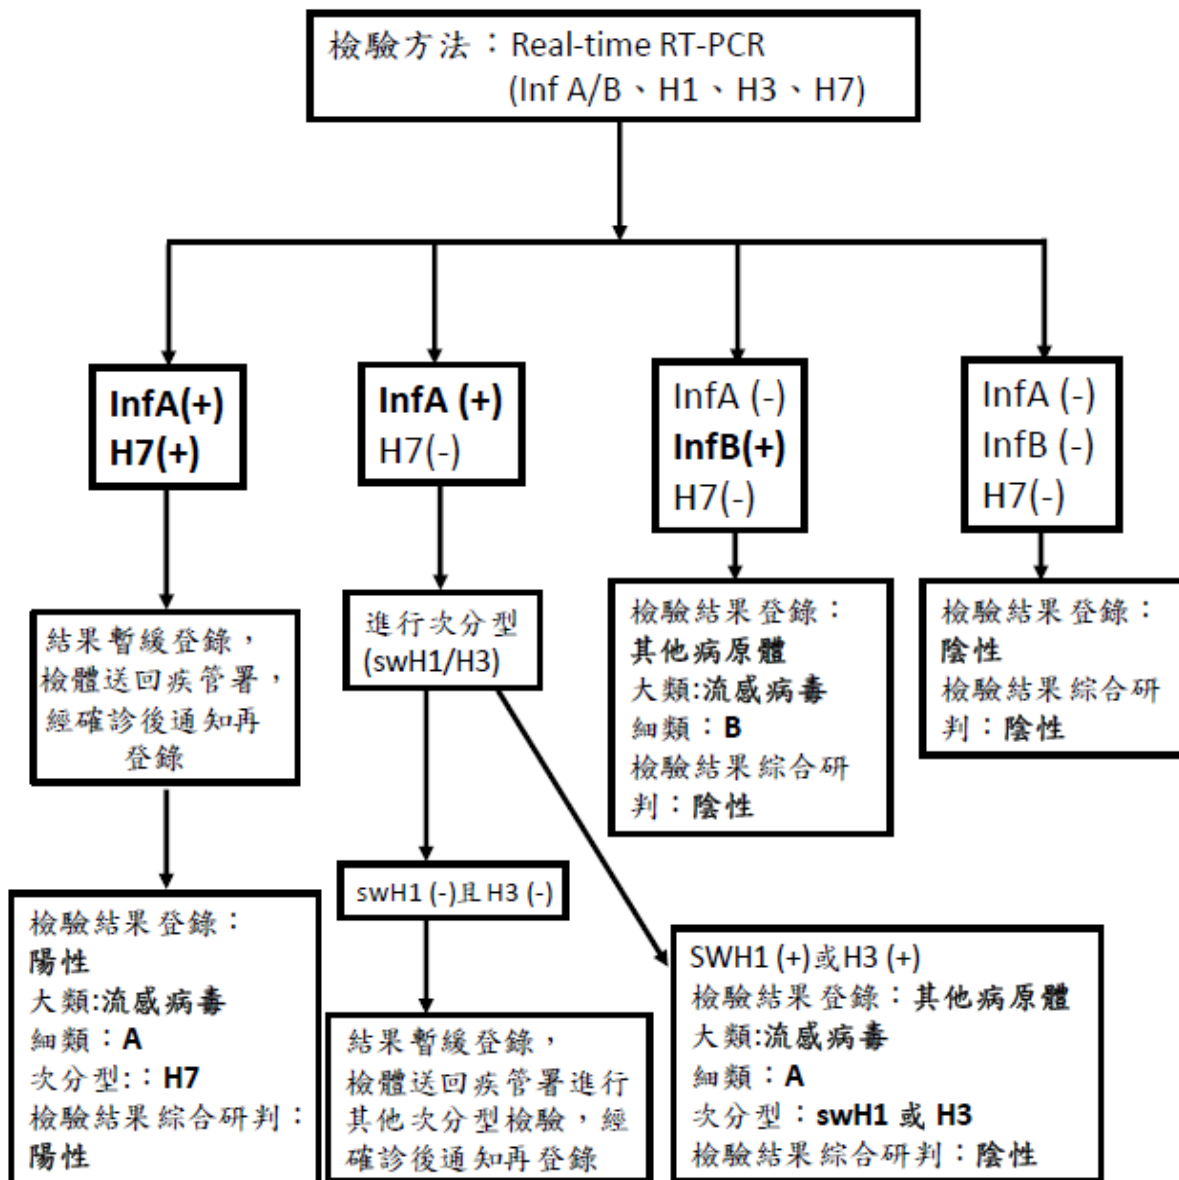 檢驗方法：Real-time RT-PCR
(Inf A/B、H1、H3、H7)
InfA(+)
H7(+)
InfA (+)
H7(-)
InfA (-)
InfB(+)
H7(-)
InfA (-)
InfB (-)
H7(-)
結果暫緩登錄，
檢體送回疾管署，
經確診後通知再
登錄
進行次分型
(swH1/H3)
檢驗結果登錄：
其他病原體
大類:流感病毒
細類：B
檢驗結果綜合研
判：陰性
檢驗結果登錄：
陰性
檢驗結果綜合研
判：陰性
swH1 (-)且H3 (-)
檢驗結果登錄：
陽性
大類:流感病毒
細類：A
次分型:：H7
檢驗結果綜合研判：
陽性
結果暫緩登錄，
檢體送回疾管署進行
其他次分型檢驗，經
確診後通知再登錄
SWH1 (+)或H3 (+)
檢驗結果登錄：其他病原體
大類:流感病毒
細類：A
次分型：swH1 或 H3
檢驗結果綜合研判：陰性